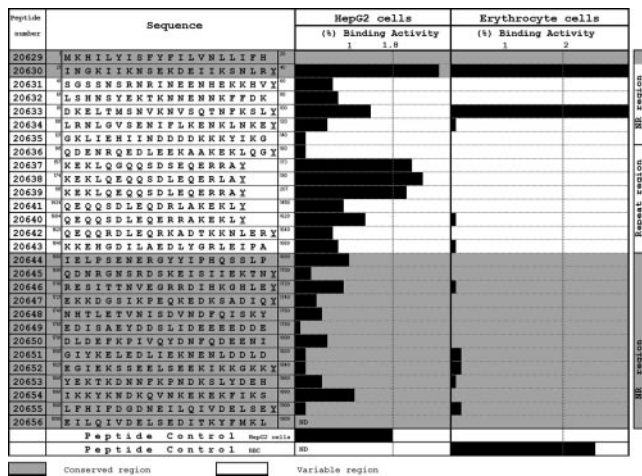 Peptide number Sequence HepG2 cells Erythrocyte cells
(%) Binding Activity (%) Binding Activity
1 1.8 1 2
20629 MKHILYISFYFILVNLLIFH
20630 INGKIIKNSEKDEIIKSNLRY
20631 SGSSNSRNRINEENHEKKHVY
20632 LSHNSYEKTKNNENNKFFDK
20633 DKELTMSNVKNVSQTNFKSLY
20634 LRNLGVSENIFLKENKLNKEY
20635 GKLIEHIINDDDDKKKYIKG
20636 QDENRQEDLEEKAAKEKLQGY
20637 KEKLQGQQSDSEQERRAY
20638 KEKLQEQQSDLEQERLAY
20639 KEKLQEQQSDLEQERRAY
20641 QEQQSDLEQDRLAKEKLY
20640 QEQQSDLEQERRAKEKLY
20642 QEQQRDLEQRKADTKKNLERY
20643 KKEHGDILAEDLYGRLEIPA
20644 IELPSENERGYYIPHQSSLP
20645 QDNRGNSRDSKEISIIEKTNY
20646 RESITTNVEGRRDIHKGHLEY
20647 EKKDGSIKPEQKEDKSADIQY
20648 NHTLETVNISDVNDFQISKY
20649 EDISAEYDDSLIDEEEEDDE
20650 DLDEFKPIVQYDNFQDEENI
20651 GIYKELEDLIEKNENLDDLD
20652 EGIEKSSEELSEEKIKKGKKY
20653 YEKTKDNNFKPNDKSLYDEH
20654 IKKYKNDKQVNKEKEKFIKS
20655 LFHIFDGDNEILQIVDELSEY
20656 EILQIVDELSEDITKYFMKL ND
Peptide Control HepG2 cells
Peptide Control RBC ND
NR region
Repeat region
NR region
Conserved region Variable region